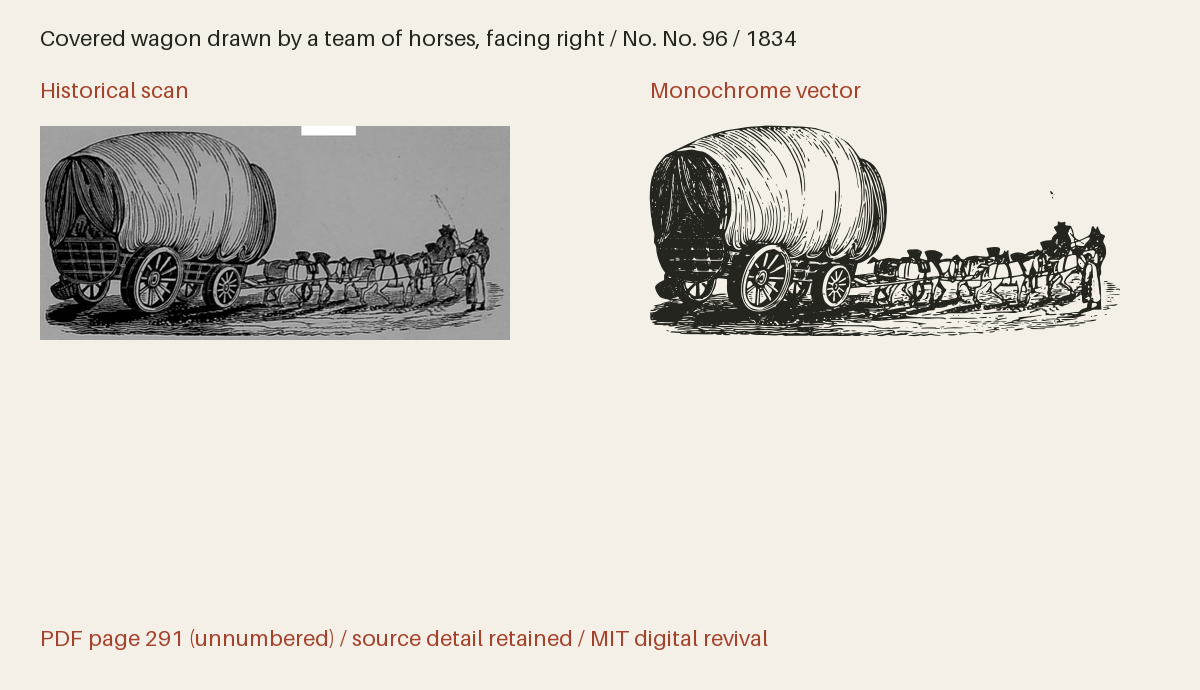 Covered wagon drawn by a team of horses, facing right / No. No. 96 / 1834
Historical scan
Monochrome vector
PDF page 291 (unnumbered) / source detail retained / MIT digital revival